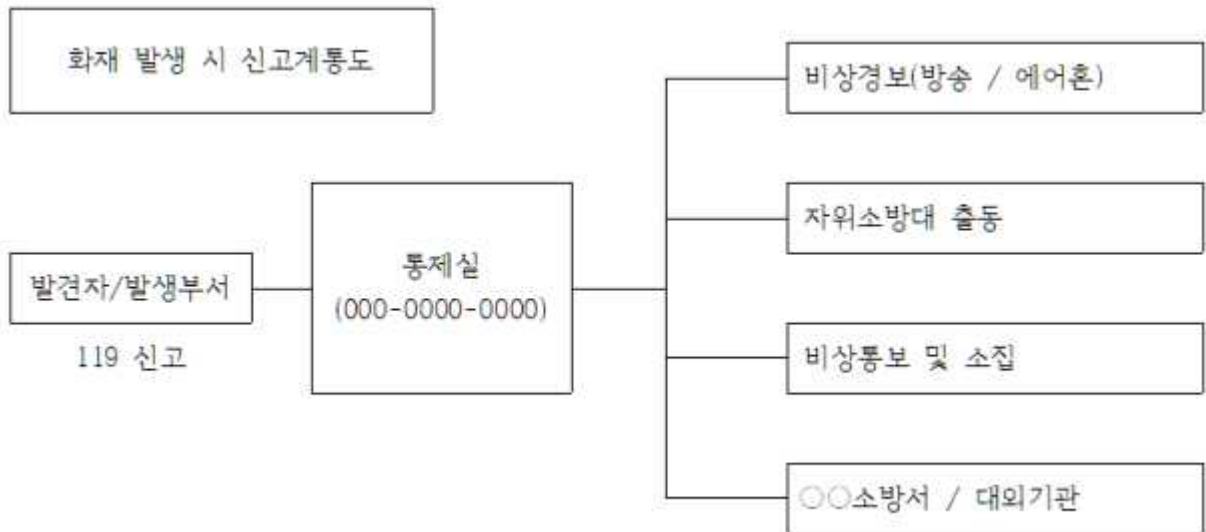 화재 발생 시 신고계통도
비상경보(방송 / 에어혼)
자위소방대 출동
발견자/발생부서
119 신고
통제실
(000-0000-0000)
비상통보 및 소집
○○소방서 / 대외기관